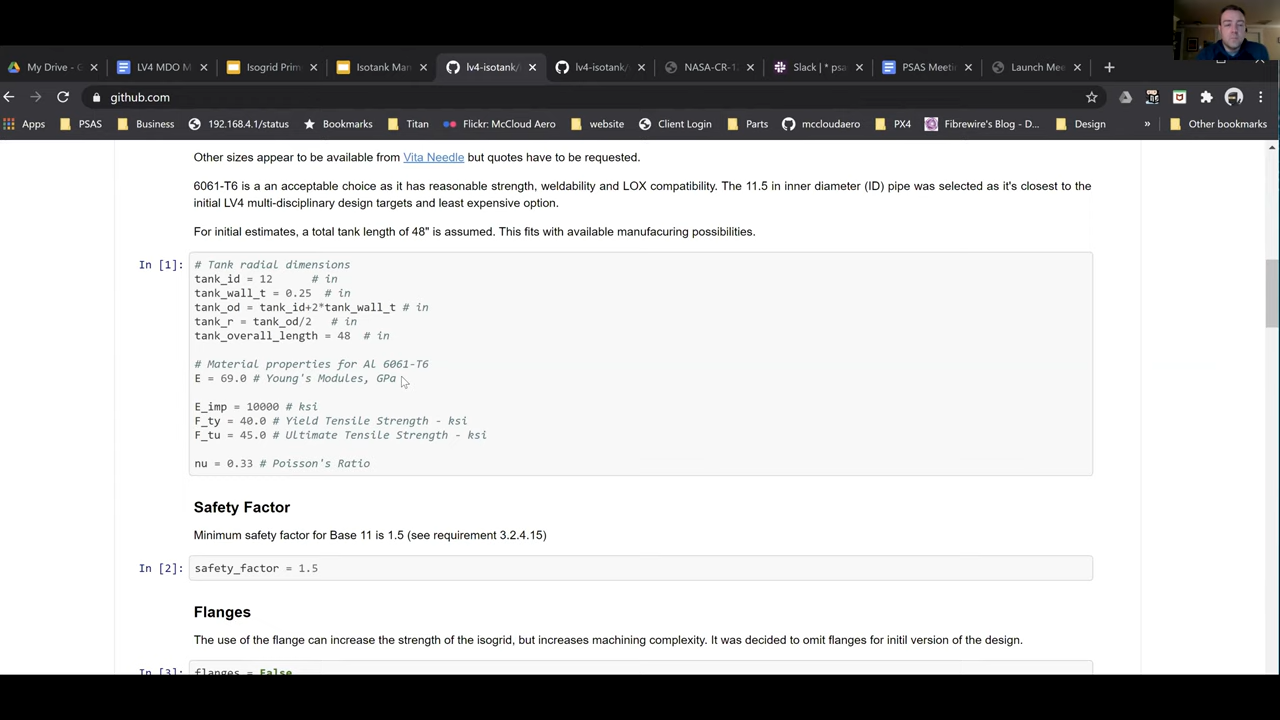 My Drive - G
LV4 MDO M
Isogrid Prim
Isotank Man
lv4-isotank/
lv4-isotank/
NASA-CR-1
Slack | * psa
PSAS Meeti
Launch Mee
github.com
Apps
PSAS
Business
192.168.4.1/status
Bookmarks
Titan
Flickr: McCloud Aero
website
Client Login
Parts
mccloudaero
PX4
Fibrewire's Blog - D...
Design
»
Other bookmarks
Other sizes appear to be available from Vita Needle but quotes have to be requested.
6061-T6 is a an acceptable choice as it has reasonable strength, weldability and LOX compatibility. The 11.5 in inner diameter (ID) pipe was selected as it's closest to the
initial LV4 multi-disciplinary design targets and least expensive option.
For initial estimates, a total tank length of 48" is assumed. This fits with available manufacuring possibilities.
In [1]:
# Tank radial dimensions
tank_id = 12 # in
tank_wall_t = 0.25 # in
tank_od = tank_id+2*tank_wall_t # in
tank_r = tank_od/2 # in
tank_overall_length = 48 # in
# Material properties for Al 6061-T6
E = 69.0 # Young's Modules, GPa
E_imp = 10000 # ksi
F_ty = 40.0 # Yield Tensile Strength - ksi
F_tu = 45.0 # Ultimate Tensile Strength - ksi
nu = 0.33 # Poisson's Ratio
Safety Factor
Minimum safety factor for Base 11 is 1.5 (see requirement 3.2.4.15)
In [2]:
safety_factor = 1.5
Flanges
The use of the flange can increase the strength of the isogrid, but increases machining complexity. It was decided to omit flanges for initil version of the design.
In [3]:
flanges = False